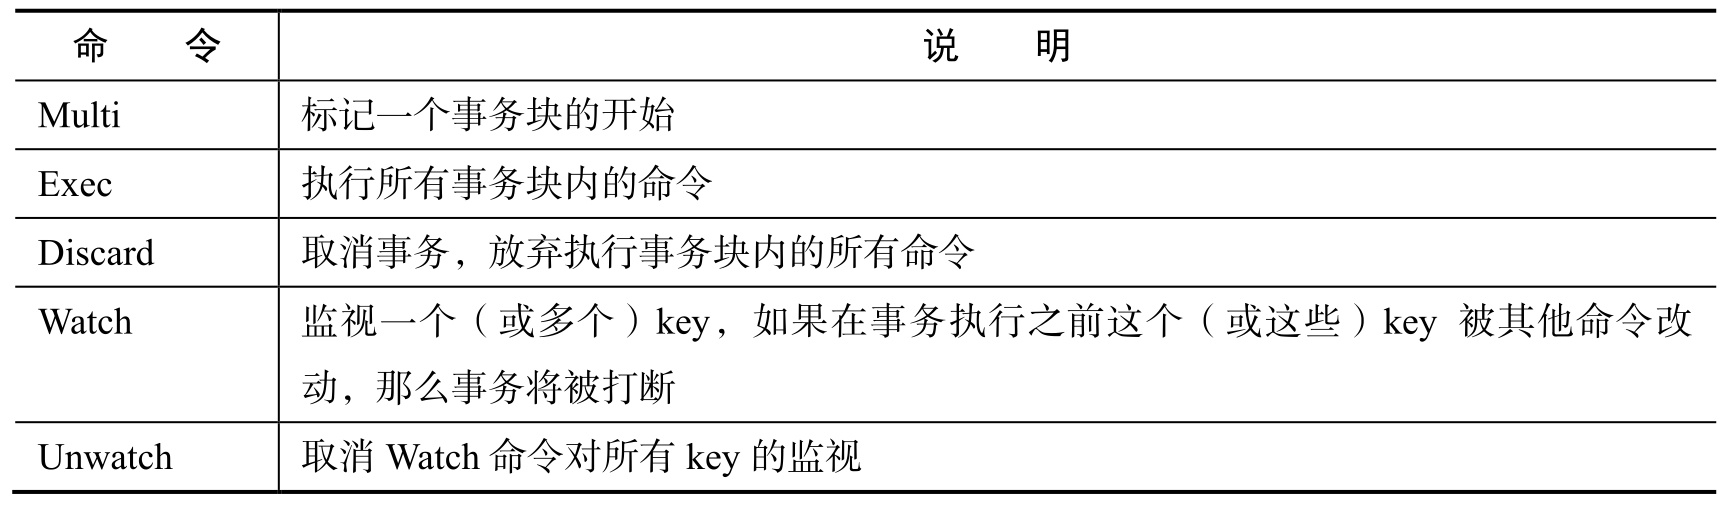 命 令 说 明
Multi 标记一个事务块的开始
Exec 执行所有事务块内的命令
Discard 取消事务，放弃执行事务块内的所有命令
Watch 监视一个（或多个）key，如果在事务执行之前这个（或这些）key 被其他命令改
动，那么事务将被打断
Unwatch 取消 Watch 命令对所有 key 的监视